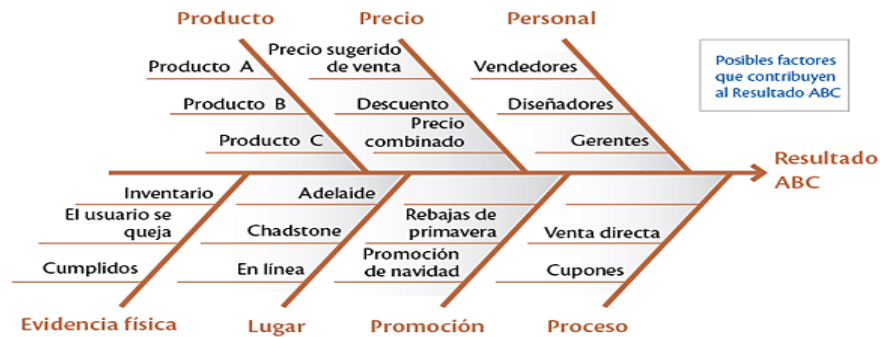 Producto
Precio
Personal
Producto A
Producto B
Producto C
Precio sugerido
de venta
Descuento
Precio
combinado
Vendedores
Diseñadores
Gerentes
Posibles factores
que contribuyen
al Resultado ABC
Resultado
ABC
Inventario
El usuario se
queja
Cumplidos
Adelaide
Chadstone
En línea
Rebajas de
primavera
Promoción
de navidad
Venta directa
Cupones
Evidencia física
Lugar
Promoción
Proceso